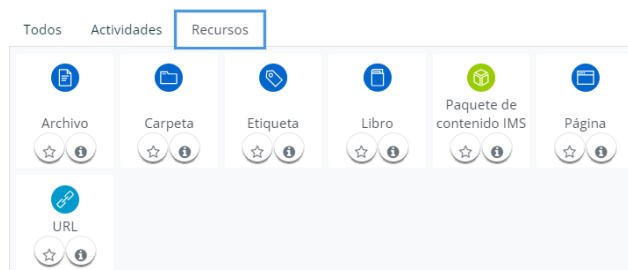 Todos Actividades Recursos
Archivo Carpeta Etiqueta Libro Paquete de contenido IMS Página
URL